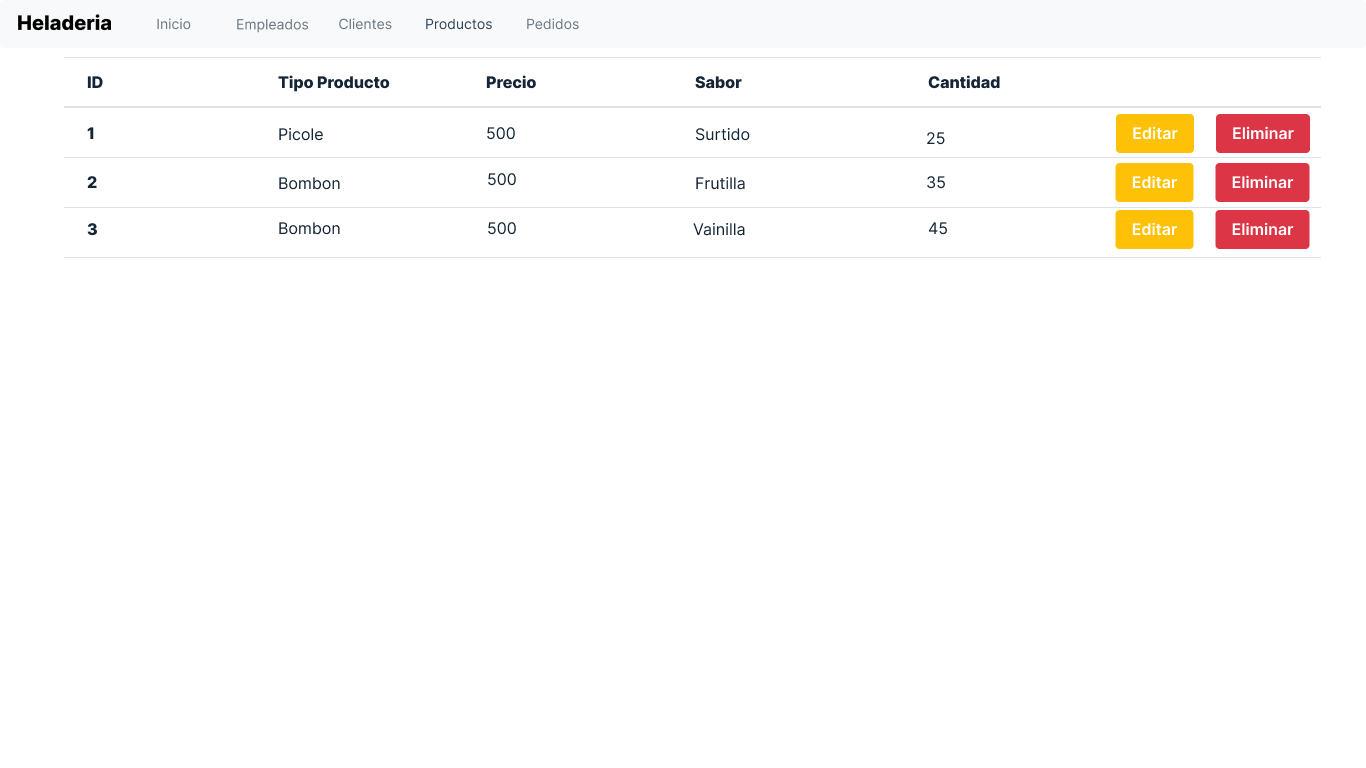 Heladeria Inicio Empleados Clientes Productos Pedidos
ID Tipo Producto Precio Sabor Cantidad
1 Picole 500 Surtido 25 Editar Eliminar
2 Bombon 500 Frutilla 35 Editar Eliminar
3 Bombon 500 Vainilla 45 Editar Eliminar